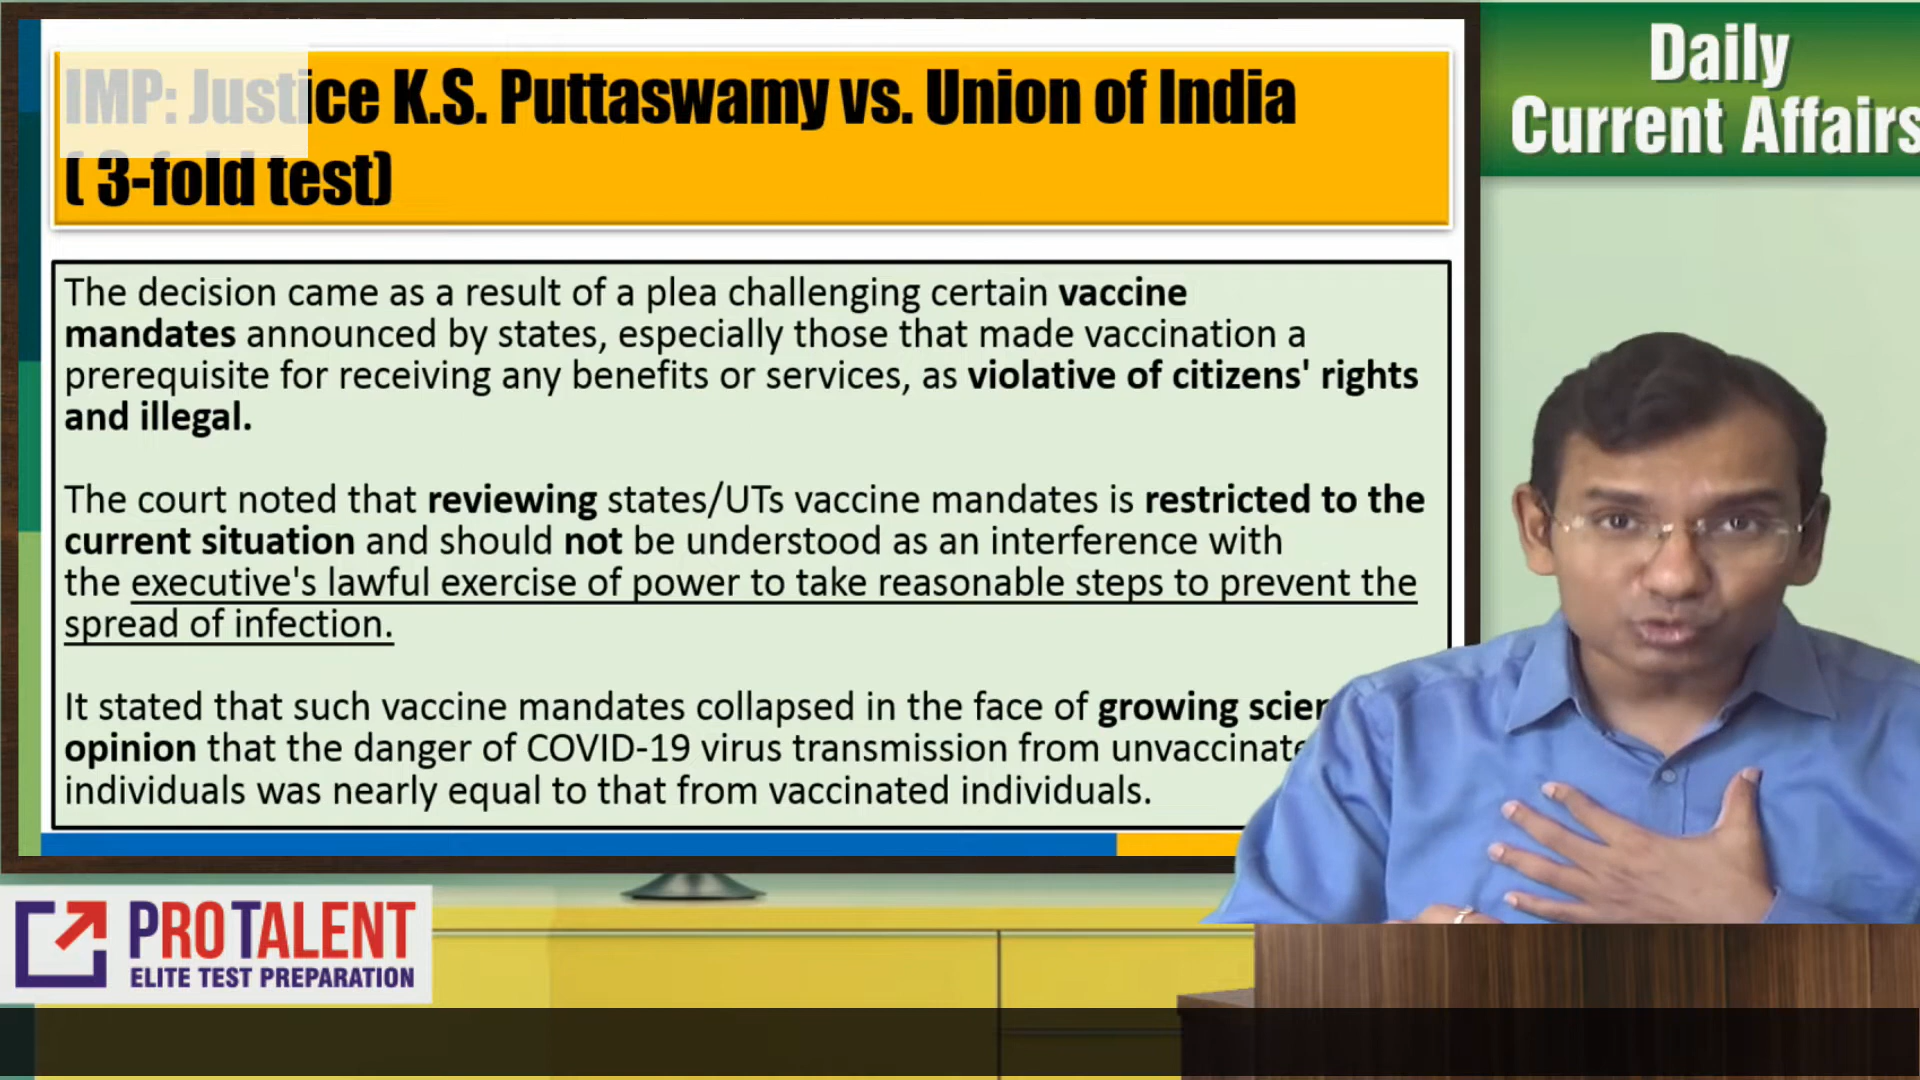 IMP: Justice K.S. Puttaswamy vs. Union of India
( 3-fold test)
The decision came as a result of a plea challenging certain vaccine
mandates announced by states, especially those that made vaccination a
prerequisite for receiving any benefits or services, as violative of citizens' rights
and illegal.
The court noted that reviewing states/UTs vaccine mandates is restricted to the
current situation and should not be understood as an interference with
the executive's lawful exercise of power to take reasonable steps to prevent the
spread of infection.
It stated that such vaccine mandates collapsed in the face of growing
opinion that the danger of COVID-19 virus transmission from
individuals was nearly equal to that from vaccinated individuals.
Daily
Current Affairs
PROTALENT
ELITE TEST PREPARATION